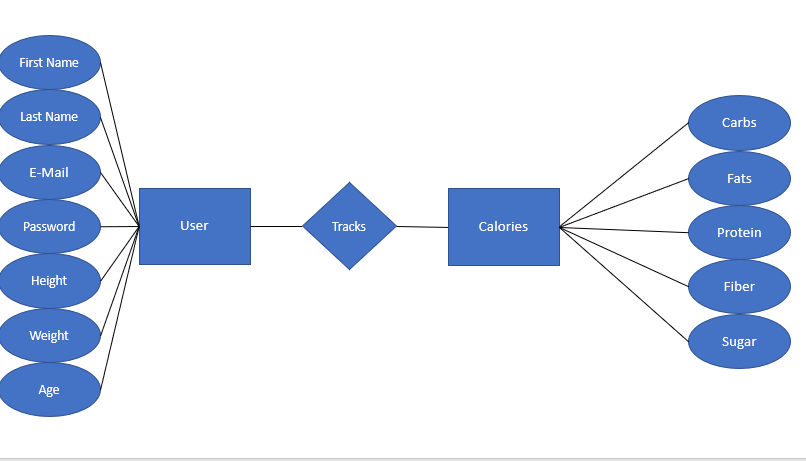 First Name
Last Name
E-Mail
Password
Height
Weight
Age
User
Tracks
Calories
Carbs
Fats
Protein
Fiber
Sugar